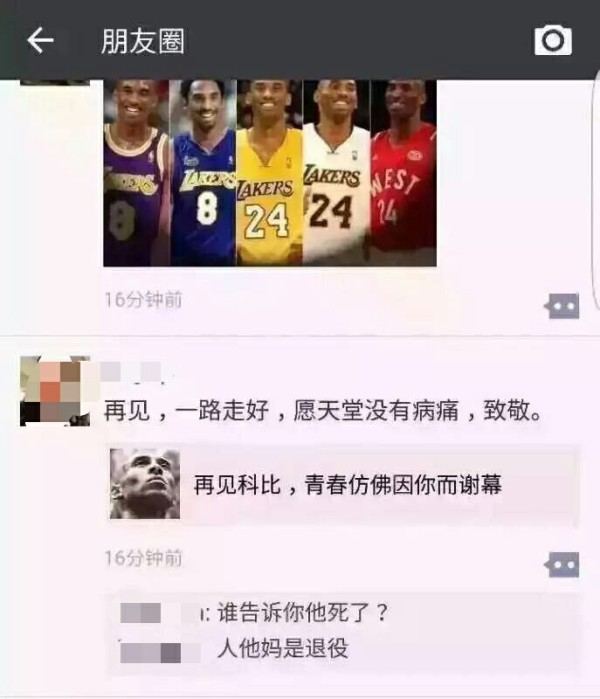 朋友圈
LAKERS
8
LAKERS
8
LAKERS
24
LAKERS
24
WEST
24
16分钟前
再见，一路走好，愿天堂没有病痛，致敬。
再见科比，青春仿佛因你而谢幕
16分钟前
: 谁告诉你他死了？
人他妈是退役